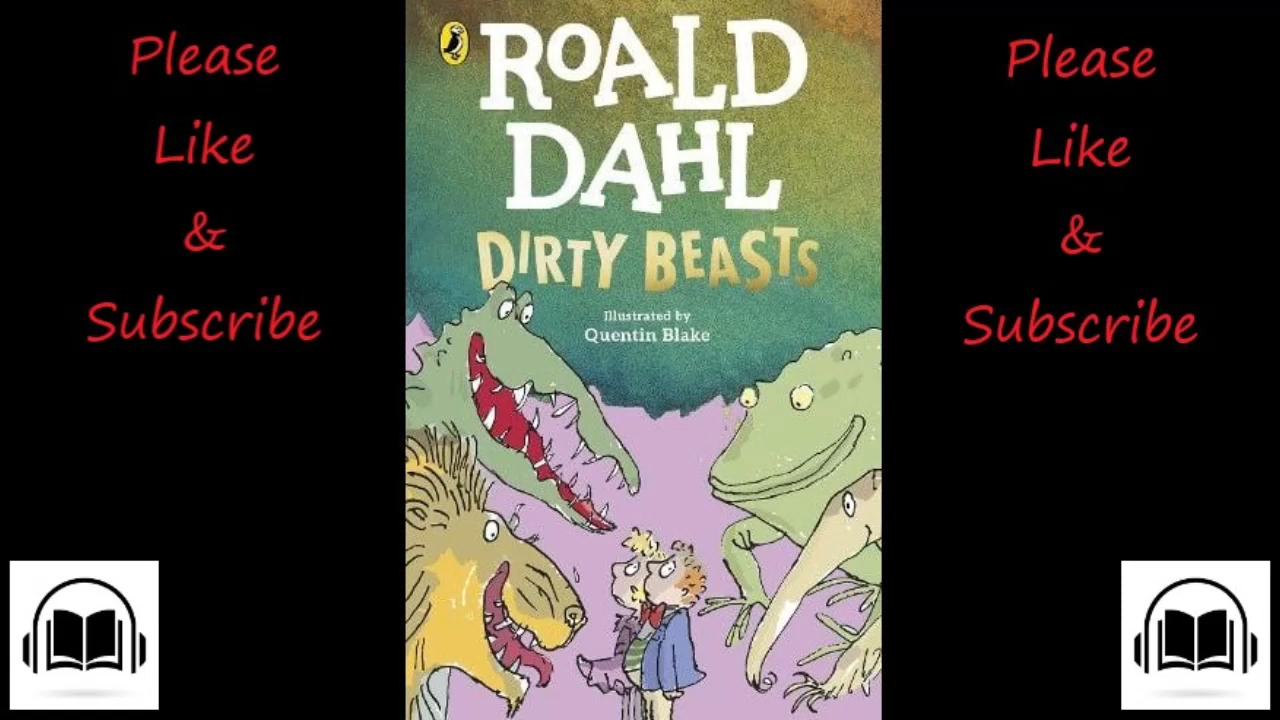 Please
Like
&
Subscribe
ROALD
DAHL
DIRTY BEASTS
Illustrated by
Quentin Blake
Please
Like
&
Subscribe